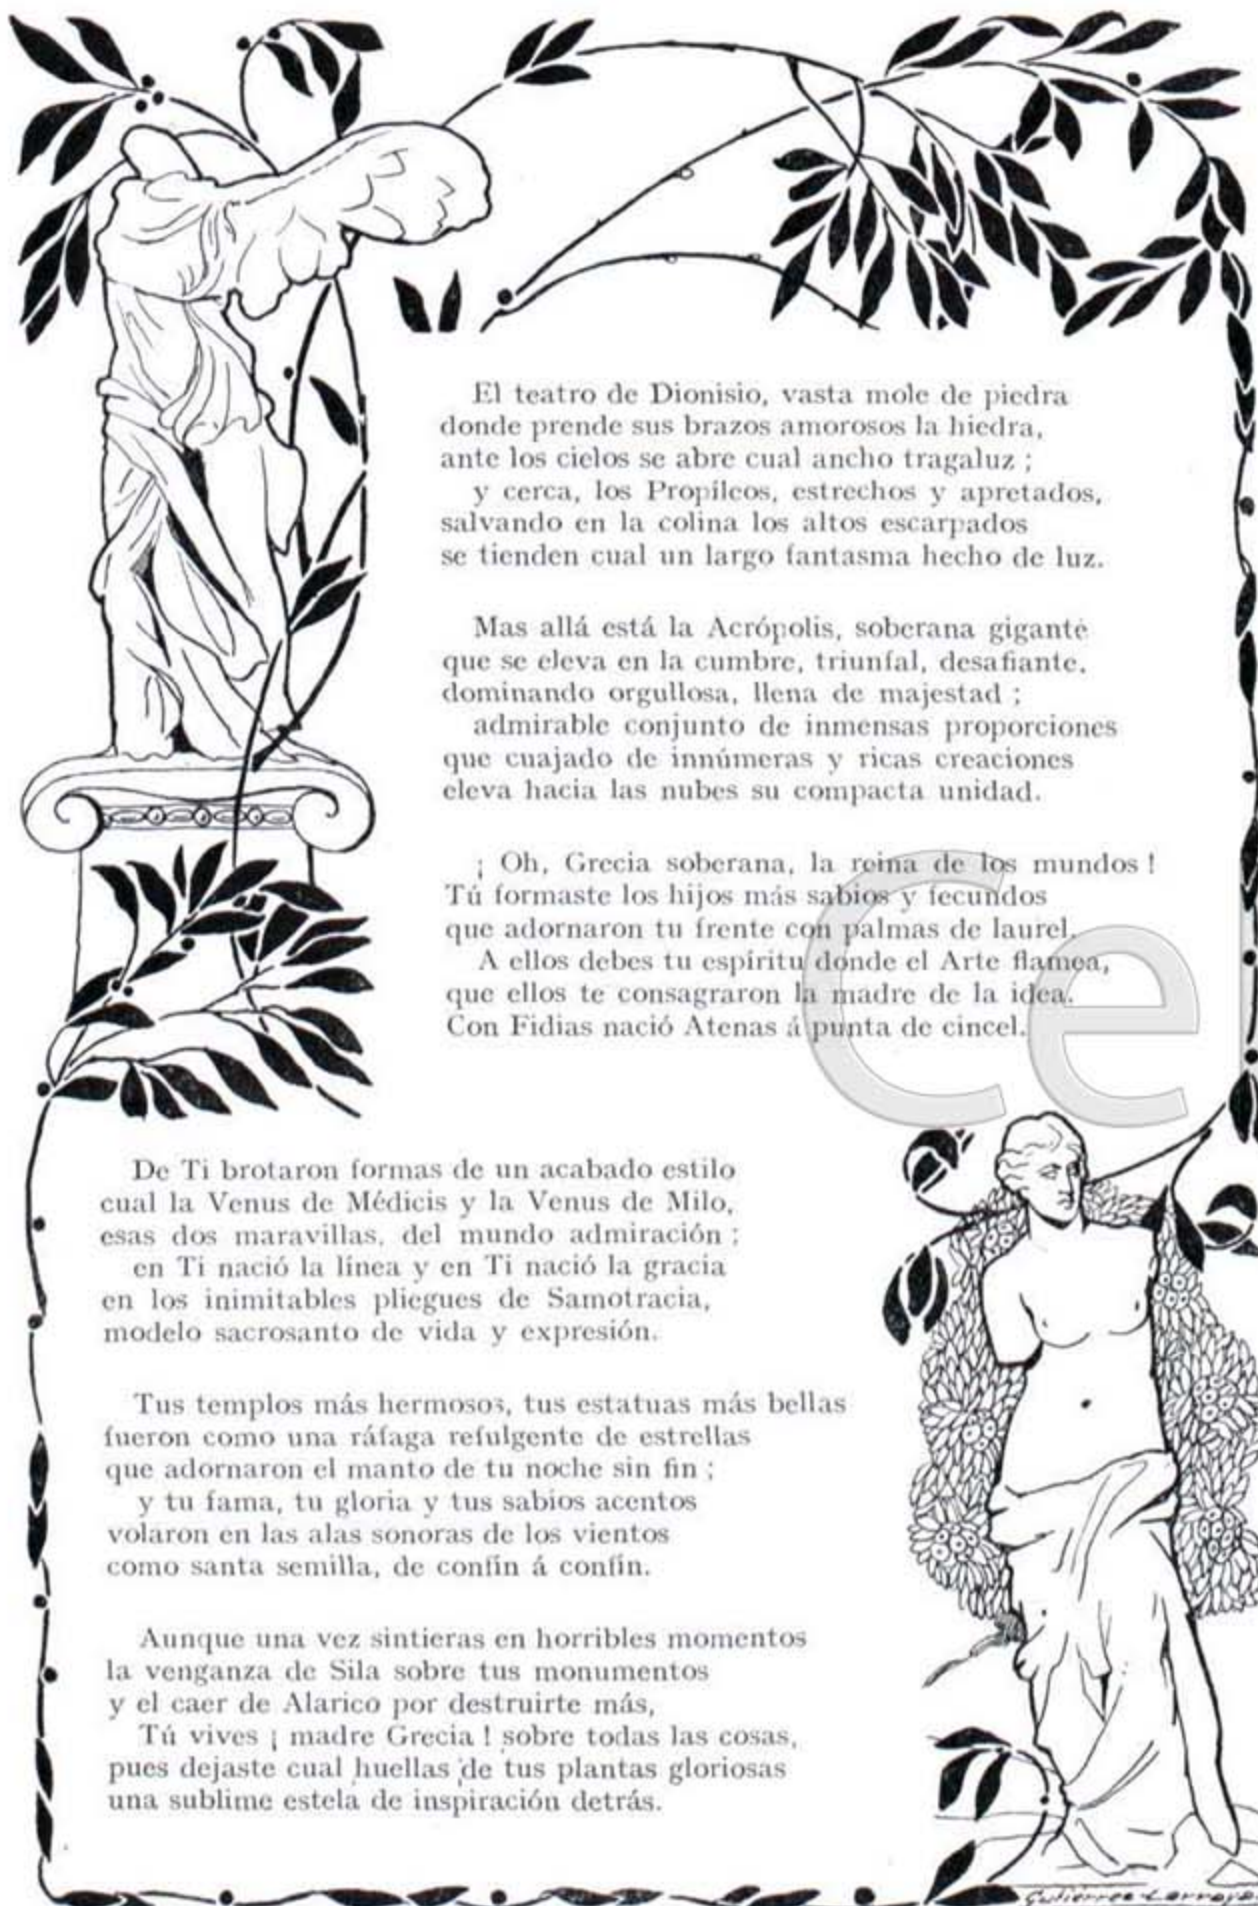 El teatro de Dionisio, vasta mole de piedra
donde prende sus brazos amorosos la hiedra,
ante los cielos se abre cual ancho tragaluz ;
y cerca, los Propíleos, estrechos y apretados,
salvando en la colina los altos escarpados
se tienden cual un largo fantasma hecho de luz.
Mas allá está la Acrópolis, soberana gigante
que se eleva en la cumbre, triunfal, desafiante,
dominando orgullosa, llena de majestad ;
admirable conjunto de inmensas proporciones
que cuajado de innúmeras y ricas creaciones
eleva hacia las nubes su compacta unidad.
¡ Oh, Grecia soberana, la reina de los mundos !
Tú formaste los hijos más sabios y fecundos
que adornaron tu frente con palmas de laurel.
A ellos debes tu espíritu donde el Arte flamea,
que ellos te consagraron la madre de la idea.
Con Fidias nació Atenas á punta de cincel.
Ce
De Ti brotaron formas de un acabado estilo
cual la Venus de Médicis y la Venus de Milo,
esas dos maravillas, del mundo admiración ;
en Ti nació la línea y en Ti nació la gracia
en los inimitables pliegues de Samotracia,
modelo sacrosanto de vida y expresión.
Tus templos más hermosos, tus estatuas más bellas
fueron como una ráfaga refulgente de estrellas
que adornaron el manto de tu noche sin fin ;
y tu fama, tu gloria y tus sabios acentos
volaron en las alas sonoras de los vientos
como santa semilla, de confín á confín.
Aunque una vez sintieras en horribles momentos
la venganza de Sila sobre tus monumentos
y el caer de Alarico por destruirte más,
Tú vives ¡ madre Grecia ! sobre todas las cosas,
pues dejaste cual huellas de tus plantas gloriosas
una sublime estela de inspiración detrás.
Gutiérrez-Larraya